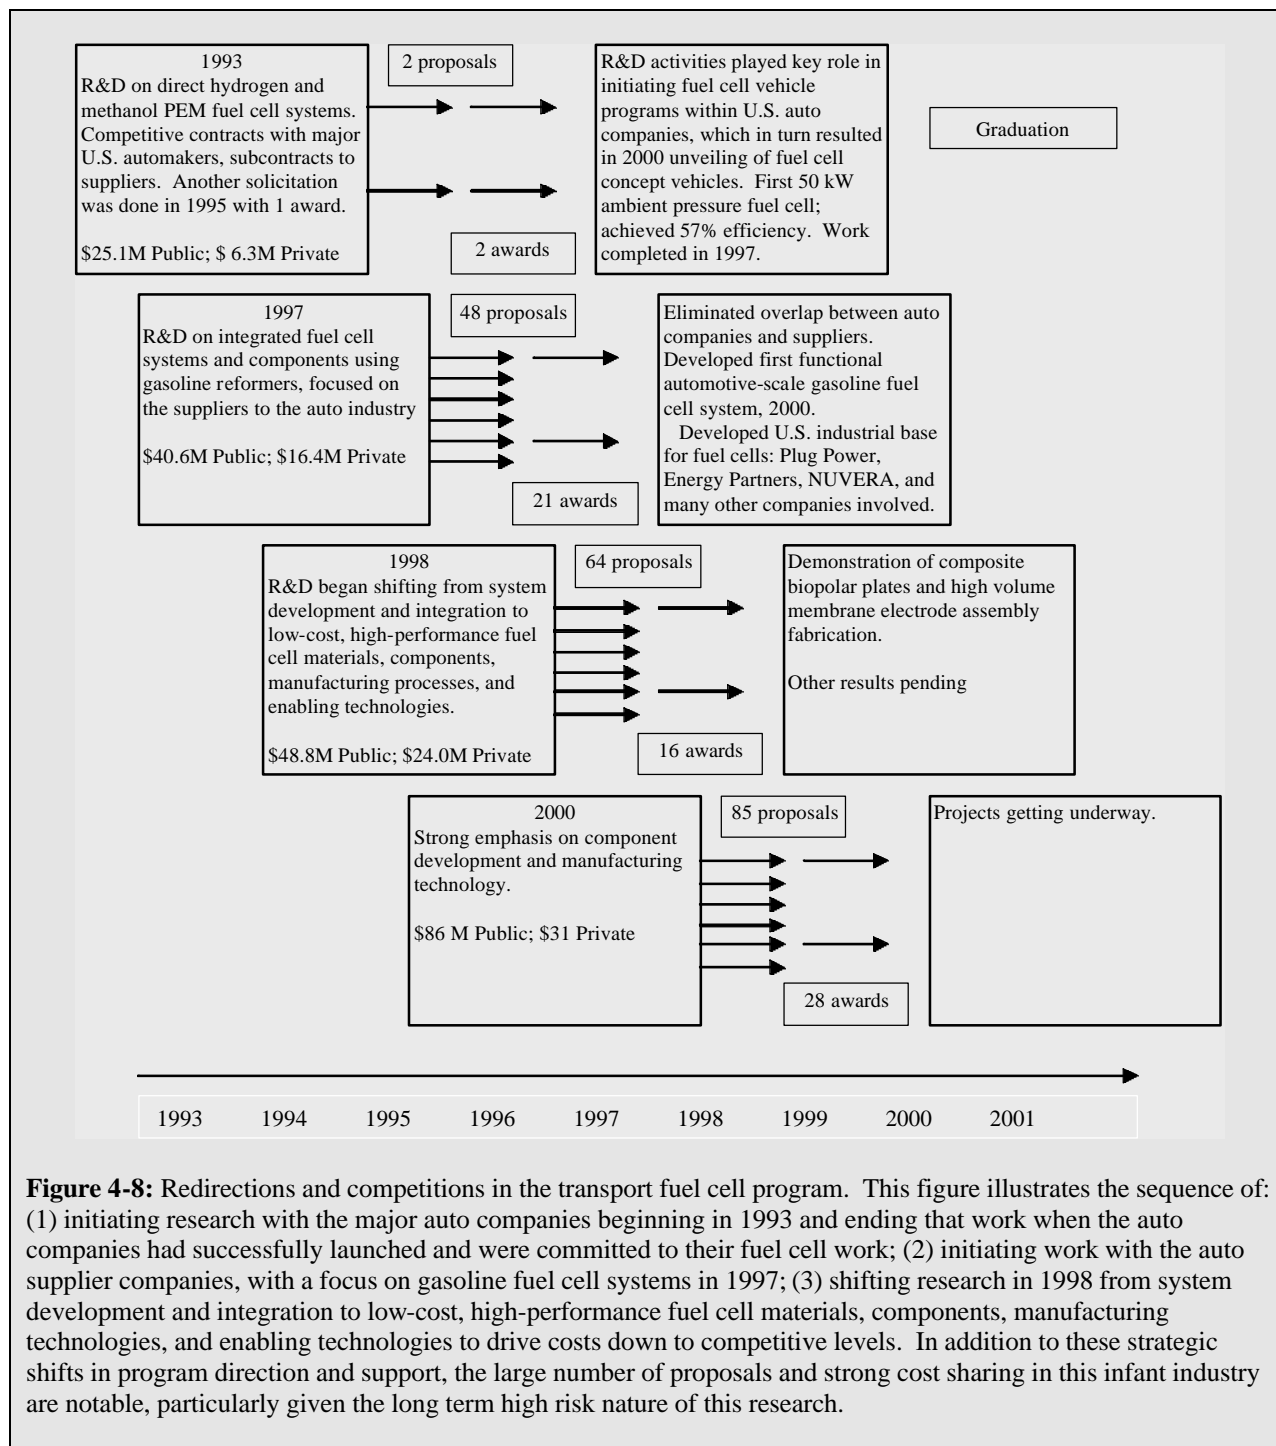 1993
R&D on direct hydrogen and
methanol PEM fuel cell systems.
Competitive contracts with major
U.S. automakers, subcontracts to
suppliers.  Another solicitation
was done in 1995 with 1 award.
$25.1M Public; $ 6.3M Private
2 proposals
2 awards
R&D activities played key role in
initiating fuel cell vehicle
programs within U.S. auto
companies, which in turn resulted
in 2000 unveiling of fuel cell
concept vehicles.  First 50 kW
ambient pressure fuel cell;
achieved 57% efficiency.  Work
completed in 1997.
Graduation
1997
R&D on integrated fuel cell
systems and components using
gasoline reformers, focused on
the suppliers to the auto industry
$40.6M Public; $16.4M Private
48 proposals
21 awards
Eliminated overlap between auto
companies and suppliers.
Developed first functional
automotive-scale gasoline fuel
cell system, 2000.
Developed U.S. industrial base
for fuel cells: Plug Power,
Energy Partners, NUVERA, and
many other companies involved.
1998
R&D began shifting from system
development and integration to
low-cost, high-performance fuel
cell materials, components,
manufacturing processes, and
enabling technologies.
$48.8M Public; $24.0M Private
64 proposals
16 awards
Demonstration of composite
biopolar plates and high volume
membrane electrode assembly
fabrication.
Other results pending
2000
Strong emphasis on component
development and manufacturing
technology.
$86 M Public; $31 Private
85 proposals
28 awards
Projects getting underway.
1993 1994 1995 1996 1997 1998 1999 2000 2001
Figure 4-8: Redirections and competitions in the transport fuel cell program.  This figure illustrates the sequence of:
(1) initiating research with the major auto companies beginning in 1993 and ending that work when the auto
companies had successfully launched and were committed to their fuel cell work; (2) initiating work with the auto
supplier companies, with a focus on gasoline fuel cell systems in 1997; (3) shifting research in 1998 from system
development and integration to low-cost, high-performance fuel cell materials, components, manufacturing
technologies, and enabling technologies to drive costs down to competitive levels.  In addition to these strategic
shifts in program direction and support, the large number of proposals and strong cost sharing in this infant industry
are notable, particularly given the long term high risk nature of this research.